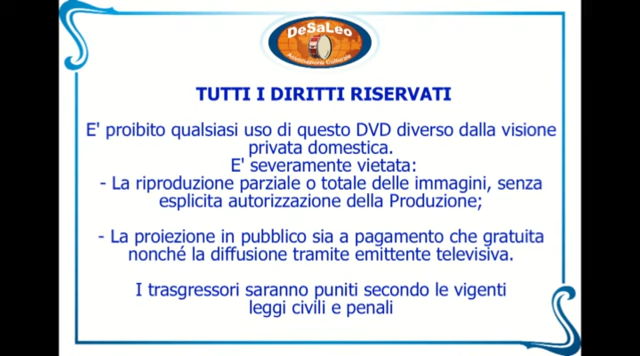 DeSaLeo
Associazione Culturale
TUTTI I DIRITTI RISERVATI
E' proibito qualsiasi uso di questo DVD diverso dalla visione
privata domestica.
E' severamente vietata:
- La riproduzione parziale o totale delle immagini, senza
esplicita autorizzazione della Produzione;
- La proiezione in pubblico sia a pagamento che gratuita
nonché la diffusione tramite emittente televisiva.
I trasgressori saranno puniti secondo le vigenti
leggi civili e penali